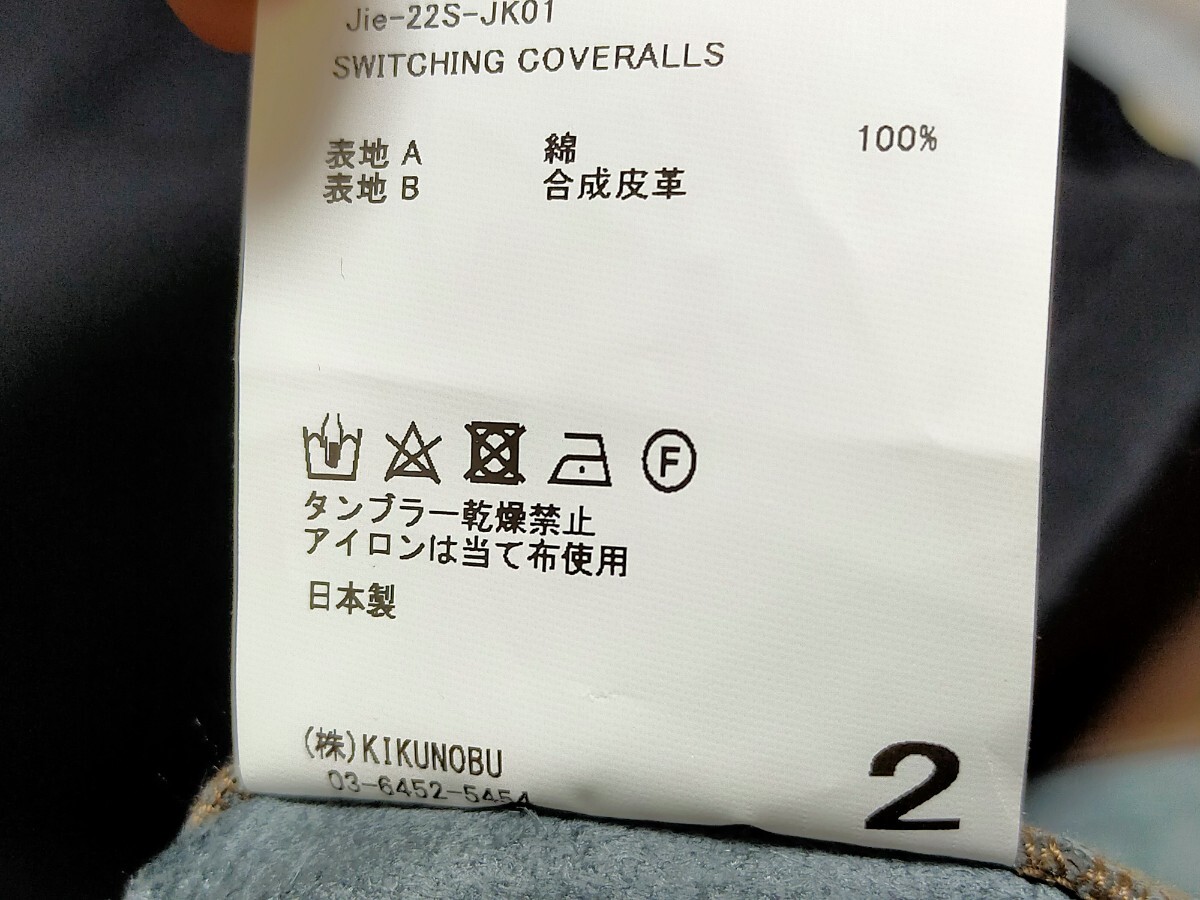 Jie-22S-JK01
SWITCHING COVERALLS
表地 A 綿 100%
表地 B 合成皮革
F
タンブラー乾燥禁止
アイロンは当て布使用
日本製
(株)KIKUNOBU
03-6452-5454
2